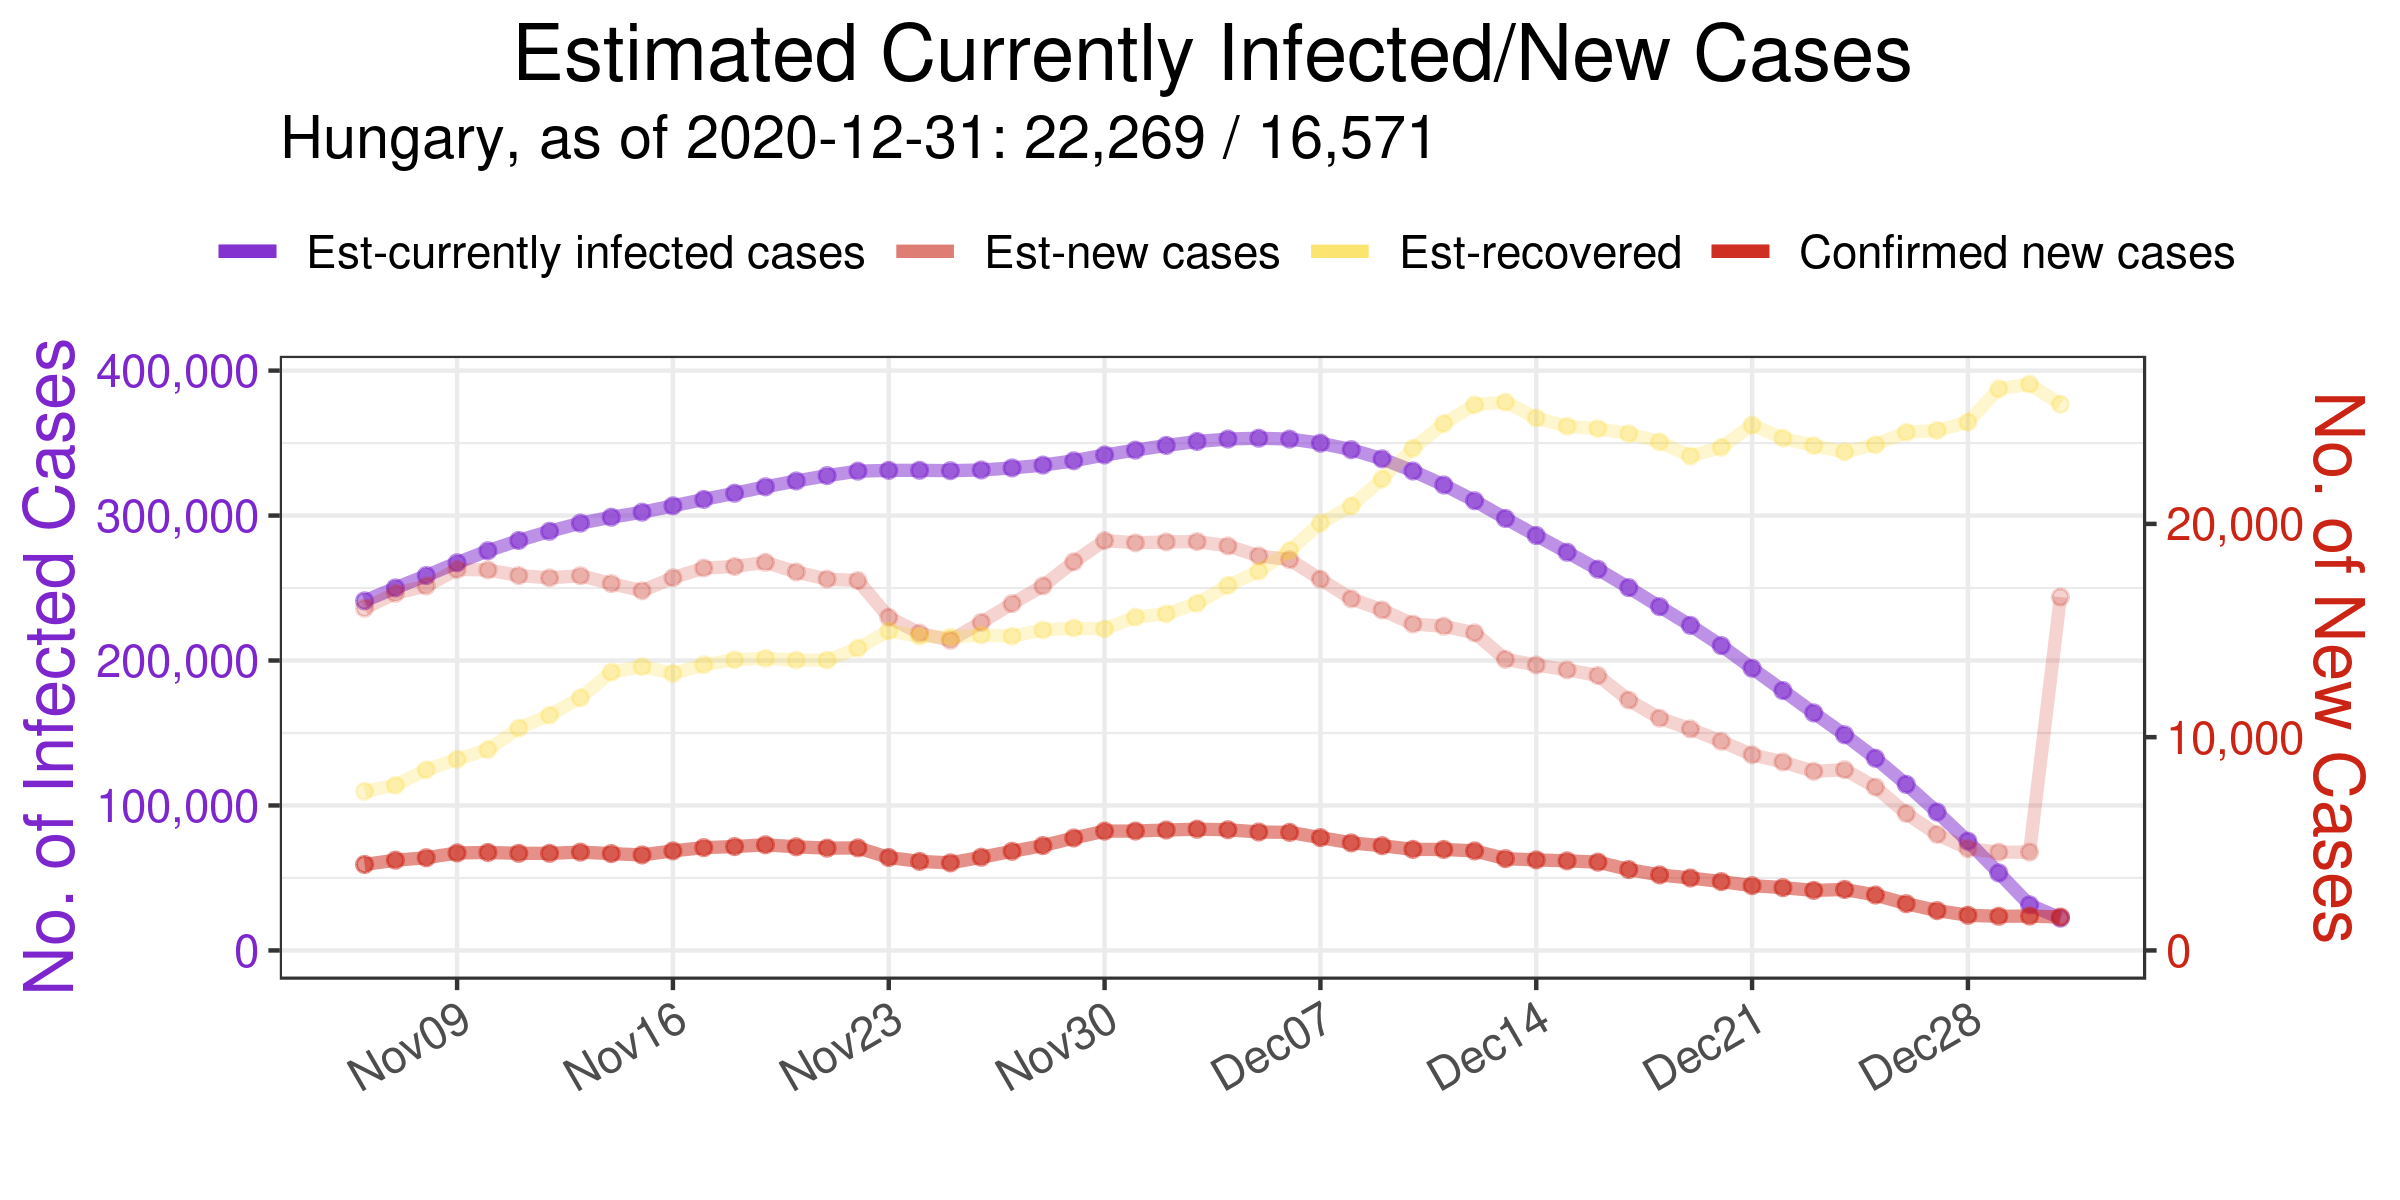 Estimated Currently Infected/New Cases
Hungary, as of 2020-12-31: 22,269 / 16,571
Est-currently infected cases Est-new cases Est-recovered Confirmed new cases
No. of Infected Cases
400,000
300,000
200,000
100,000
0
No. of New Cases
20,000
10,000
0
Nov09 Nov16 Nov23 Nov30 Dec07 Dec14 Dec21 Dec28